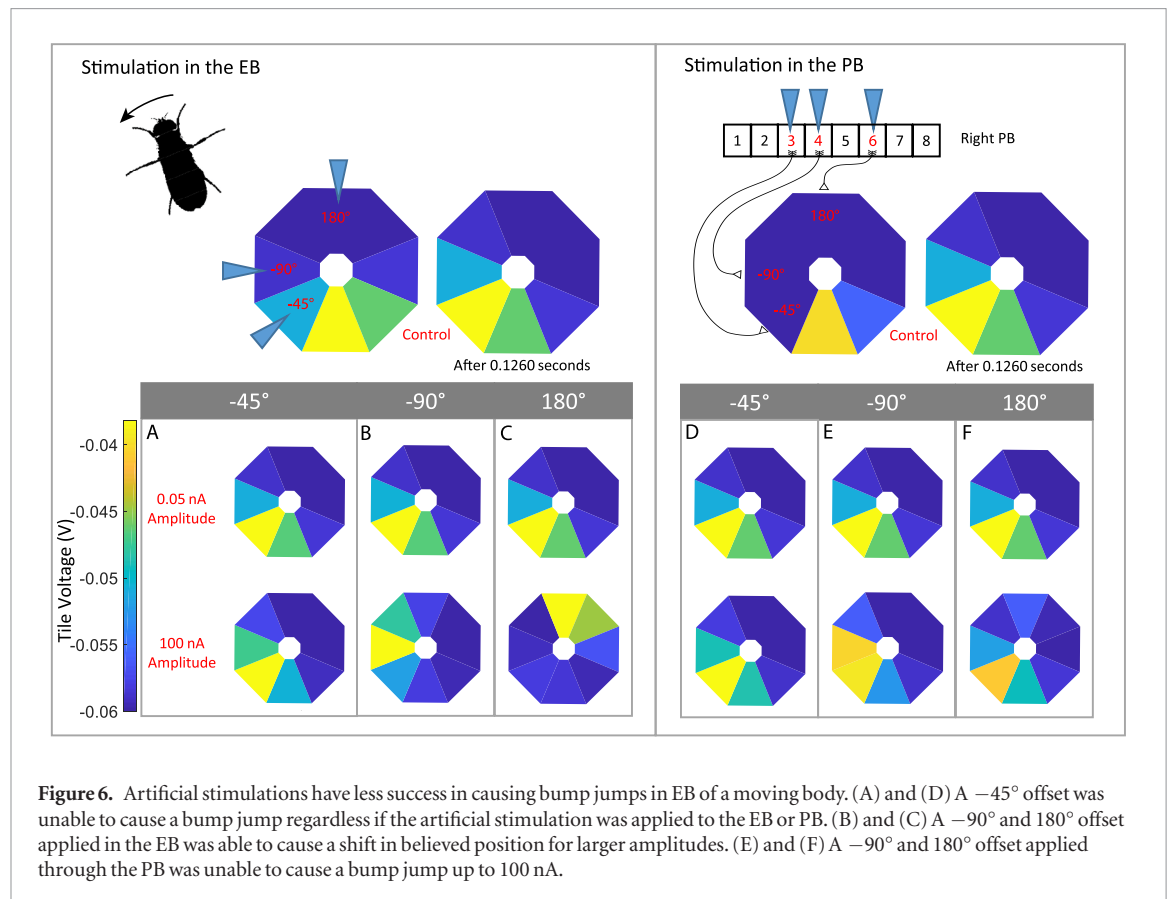 Stimulation in the EB
180°
-90°
-45°
Control
After 0.1260 seconds
Stimulation in the PB
1 2 3 4 5 6 7 8
Right PB
180°
-90°
-45°
Control
After 0.1260 seconds
-45° -90° 180°
A B C
0.05 nA
Amplitude
100 nA
Amplitude
Tile Voltage (V)
-0.04
-0.045
-0.05
-0.055
-0.06
-45° -90° 180°
D E F
Figure 6. Artificial stimulations have less success in causing bump jumps in EB of a moving body. (A) and (D) A −45° offset was
unable to cause a bump jump regardless if the artificial stimulation was applied to the EB or PB. (B) and (C) A −90° and 180° offset
applied in the EB was able to cause a shift in believed position for larger amplitudes. (E) and (F) A −90° and 180° offset applied
through the PB was unable to cause a bump jump up to 100 nA.